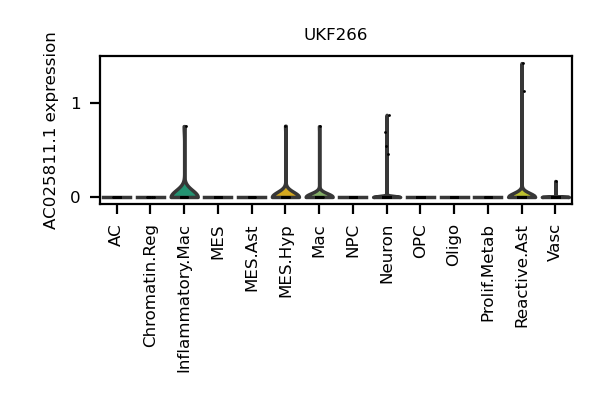 UKF266
AC025811.1 expression
1
0
AC
Chromatin.Reg
Inflammatory.Mac
MES
MES.Ast
MES.Hyp
Mac
NPC
Neuron
OPC
Oligo
Prolif.Metab
Reactive.Ast
Vasc